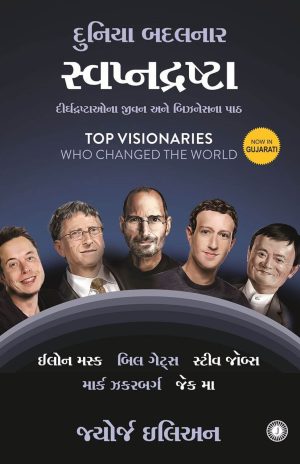 દુનિયા બદલનાર
સ્વપ્નદ્રષ્ટા
દીર્ઘદ્રષ્ટાઓના જીવન અને બિઝનેસના પાઠ
TOP VISIONARIES
WHO CHANGED THE WORLD
NOW IN
GUJARATI
ઈલોન મસ્ક બિલ ગેટ્સ સ્ટીવ જૉબ્સ
માર્ક ઝકરબર્ગ જેક મા
જ્યોર્જ ઇલિઅન